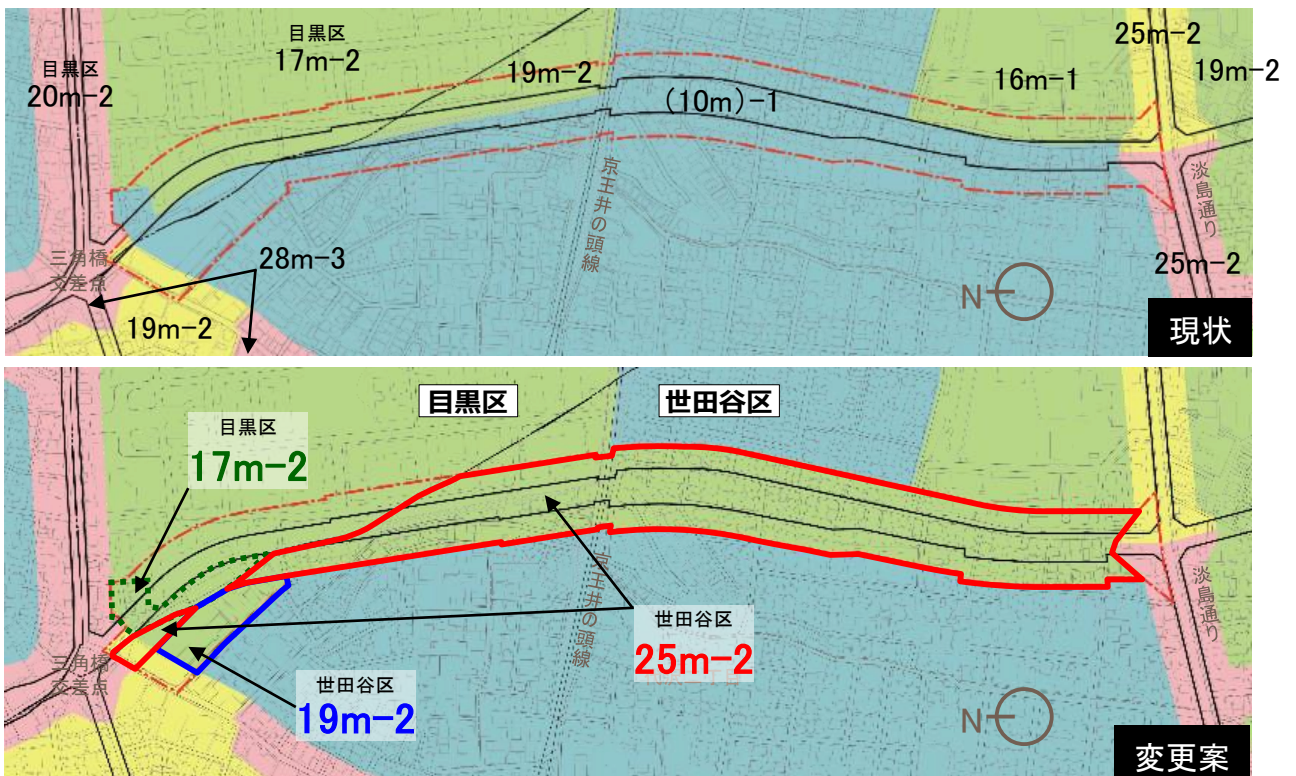 目黒区
17m-2
目黒区
20m-2
19m-2
(10m)-1
16m-1
25m-2
19m-2
京王井の頭線
淡島通り
三角橋
交差点
28m-3
19m-2
25m-2
N
現状
目黒区
世田谷区
目黒区
17m-2
京王井の頭線
淡島通り
三角橋
交差点
世田谷区
25m-2
世田谷区
19m-2
N
変更案